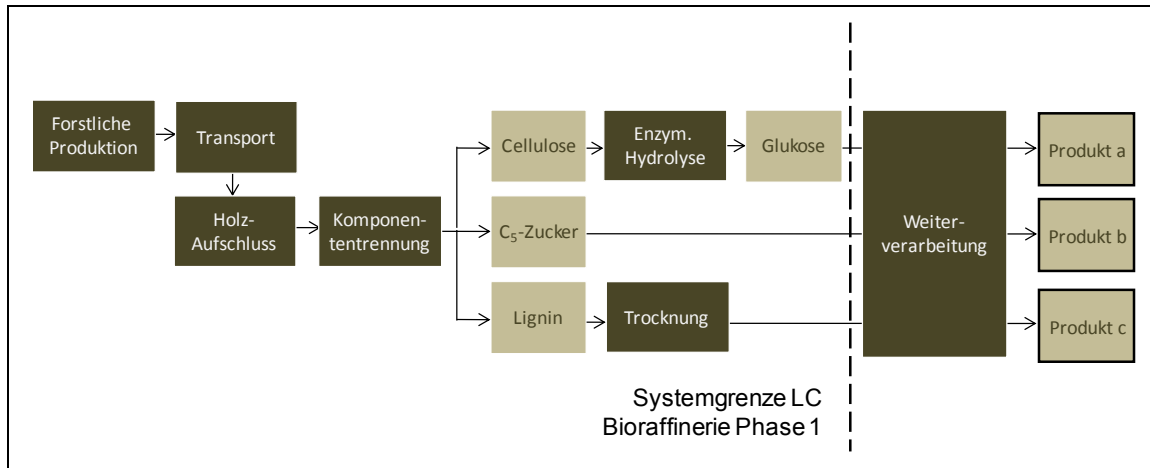 Forstliche
Produktion
Transport
Holz-
Aufschluss
Komponen-
tentrennung
Cellulose
Enzym.
Hydrolyse
Glukose
C₅-Zucker
Lignin
Trocknung
Weiter-
verarbeitung
Produkt a
Produkt b
Produkt c
Systemgrenze LC
Bioraffinerie Phase 1